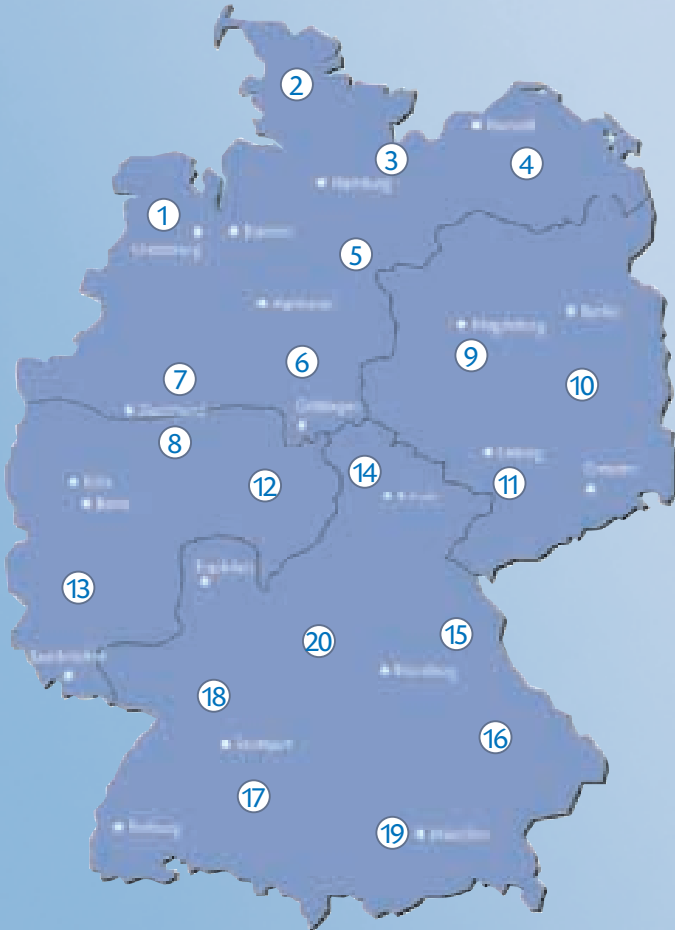 2
3
4
Hamburg
1
Bremen
5
Hannover
Magdeburg
Berlin
9
6
7
10
Göttingen
8
Leipzig
14
11
Dresden
12
Köln
Bonn
Frankfurt
13
15
20
Saarbrücken
Nürnberg
18
16
Stuttgart
17
Freiburg
19
München